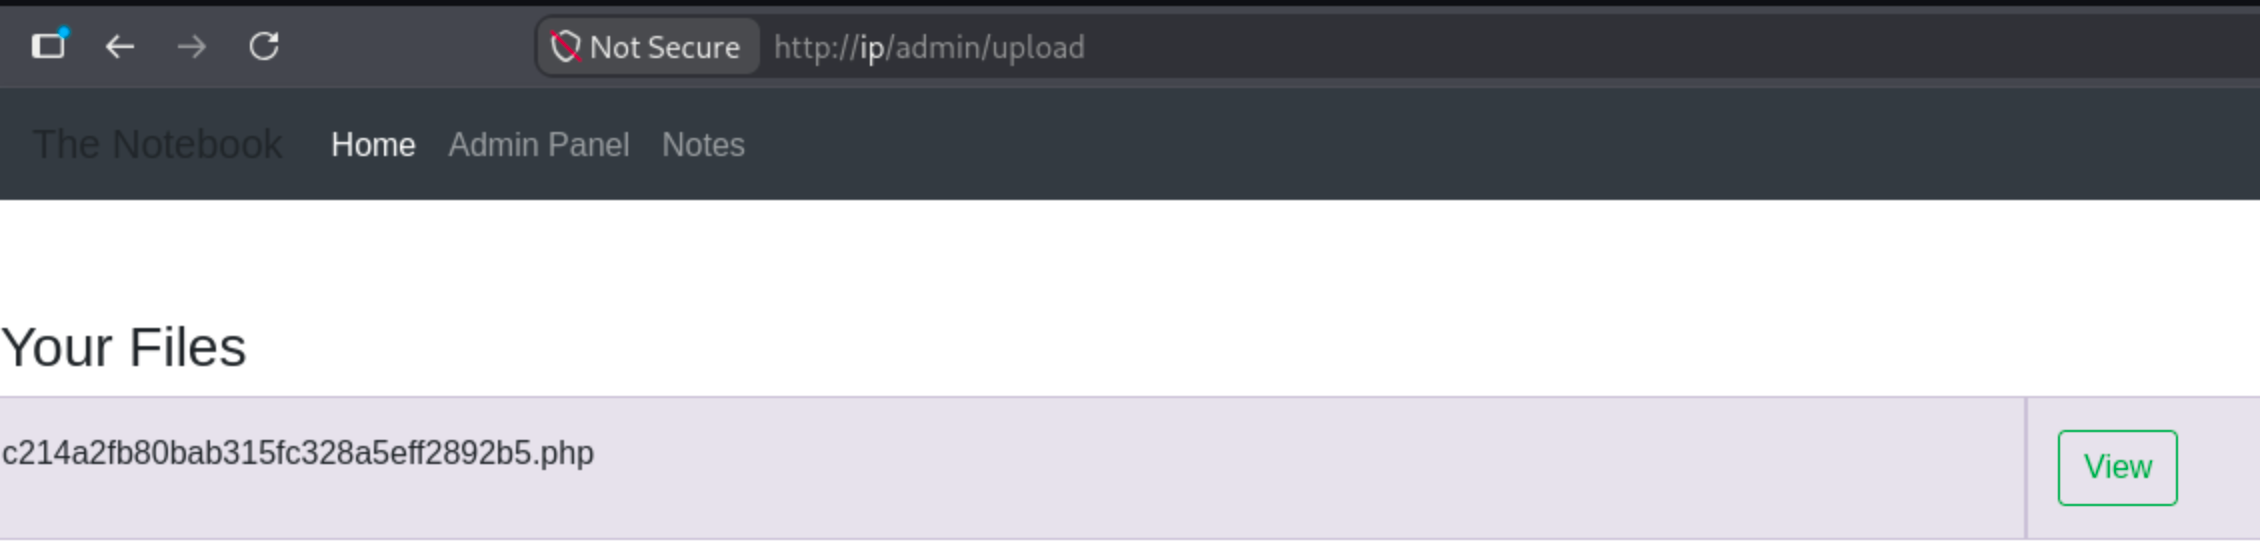 Not Secure http://ip/admin/upload
The Notebook Home Admin Panel Notes
Your Files
c214a2fb80bab315fc328a5eff2892b5.php View